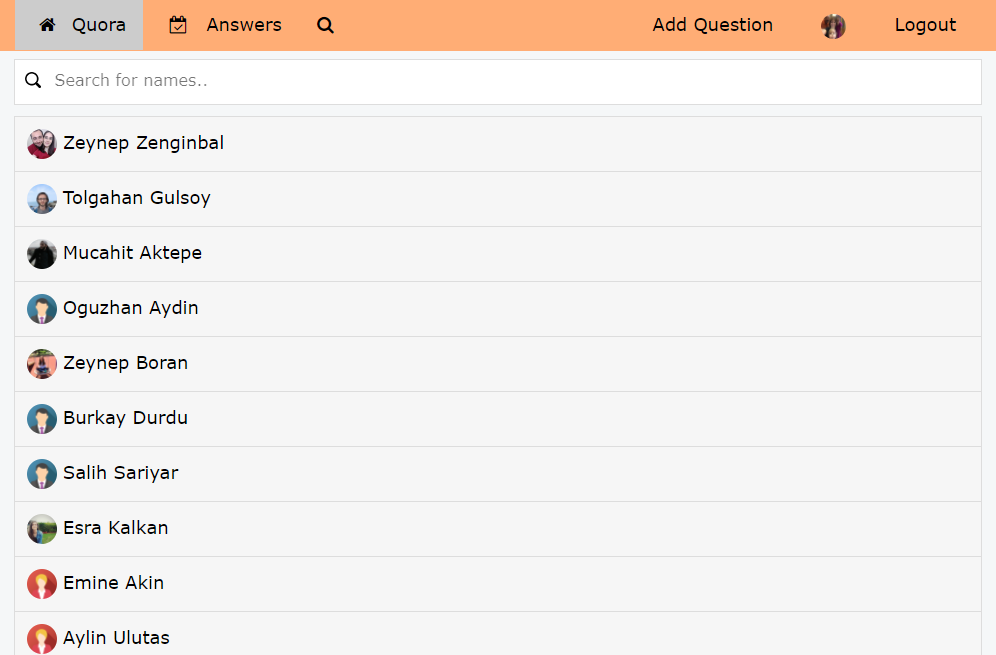 Quora Answers Add Question Logout
Search for names..
Zeynep Zenginbal
Tolgahan Gulsoy
Mucahit Aktepe
Oguzhan Aydin
Zeynep Boran
Burkay Durdu
Salih Sariyar
Esra Kalkan
Emine Akin
Aylin Ulutas